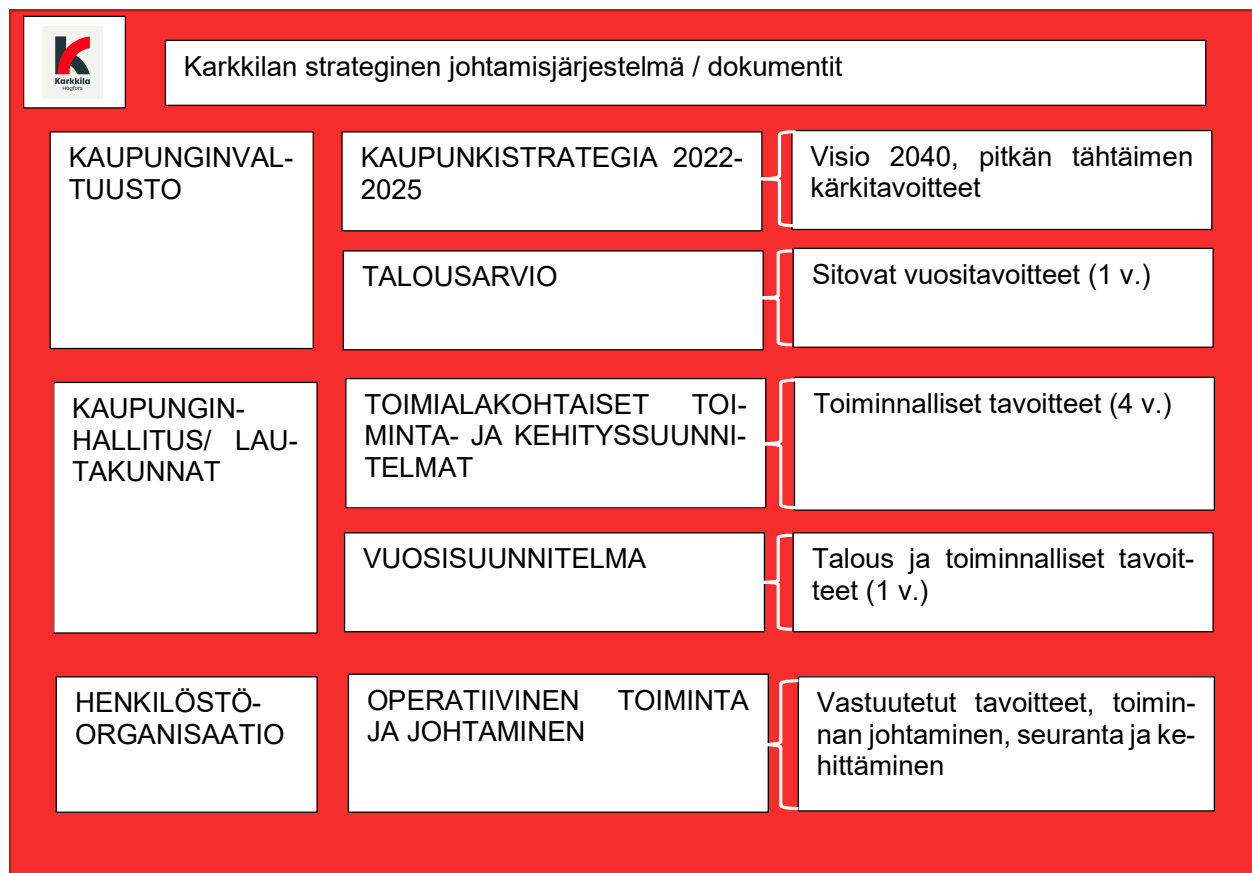 Karkkila
Högfors
Karkkilan strateginen johtamisjärjestelmä / dokumentit
KAUPUNGINVAL-
TUUSTO
KAUPUNKISTRATEGIA 2022-
2025
Visio 2040, pitkän tähtäimen
kärkitavoitteet
TALOUSARVIO
Sitovat vuositavoitteet (1 v.)
KAUPUNGIN-
HALLITUS/ LAU-
TAKUNNAT
TOIMIALAKOHTAISET TOI-
MINTA- JA KEHITYSSUUNNI-
TELMAT
Toiminnalliset tavoitteet (4 v.)
VUOSISUUNNITELMA
Talous ja toiminnalliset tavoit-
teet (1 v.)
HENKILÖSTÖ-
ORGANISAATIO
OPERATIIVINEN TOIMINTA
JA JOHTAMINEN
Vastuutetut tavoitteet, toimin-
nan johtaminen, seuranta ja ke-
hittäminen